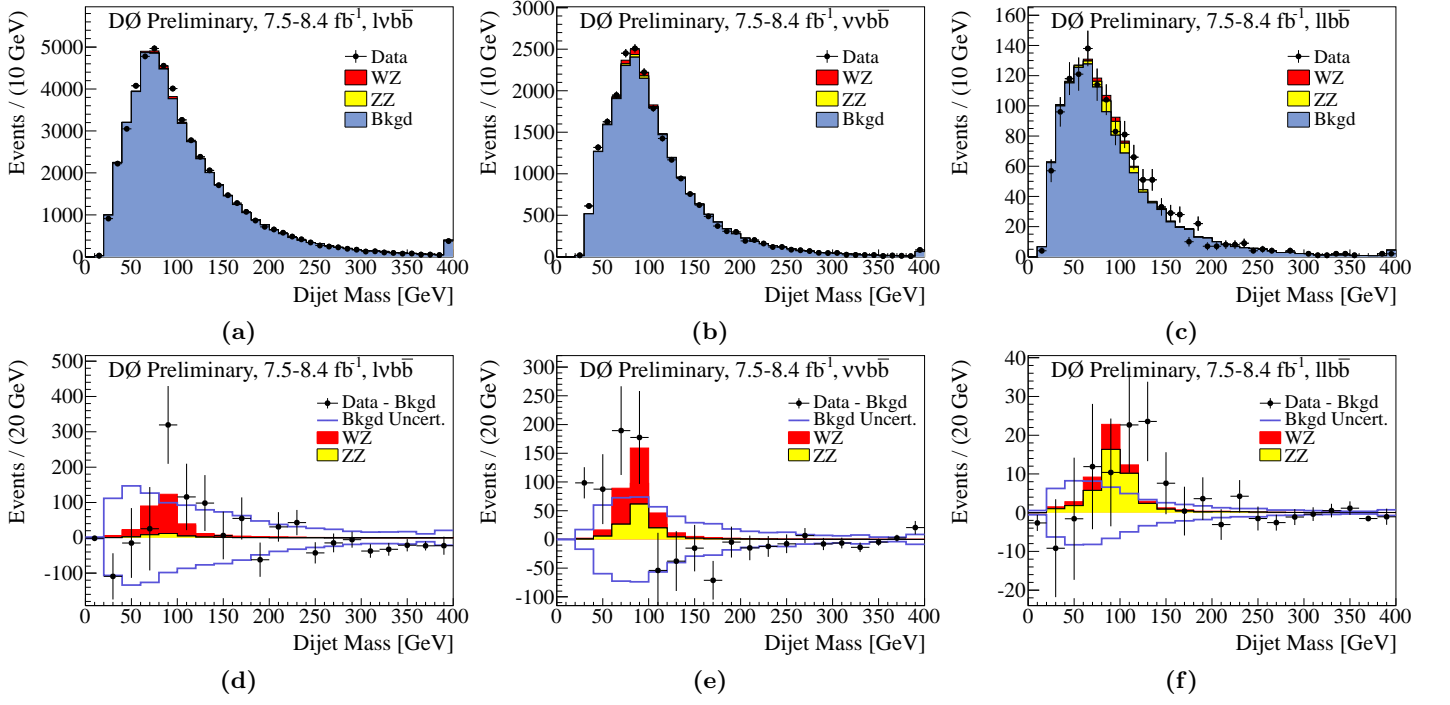 DØ Preliminary, 7.5-8.4 fb⁻¹, lνbb̅
Data
WZ
ZZ
Bkgd
Events / (10 GeV)
5000
4000
3000
2000
1000
0
0 50 100 150 200 250 300 350 400
Dijet Mass [GeV]
(a)
DØ Preliminary, 7.5-8.4 fb⁻¹, ννbb̅
Data
WZ
ZZ
Bkgd
Events / (10 GeV)
3000
2500
2000
1500
1000
500
0
0 50 100 150 200 250 300 350 400
Dijet Mass [GeV]
(b)
DØ Preliminary, 7.5-8.4 fb⁻¹, llbb̅
Data
WZ
ZZ
Bkgd
Events / (10 GeV)
160
140
120
100
80
60
40
20
0
0 50 100 150 200 250 300 350 400
Dijet Mass [GeV]
(c)
DØ Preliminary, 7.5-8.4 fb⁻¹, lνbb̅
Data - Bkgd
Bkgd Uncert.
WZ
ZZ
Events / (20 GeV)
500
400
300
200
100
0
-100
0 50 100 150 200 250 300 350 400
Dijet Mass [GeV]
(d)
DØ Preliminary, 7.5-8.4 fb⁻¹, ννbb̅
Data - Bkgd
Bkgd Uncert.
WZ
ZZ
Events / (20 GeV)
300
250
200
150
100
50
0
-50
-100
0 50 100 150 200 250 300 350 400
Dijet Mass [GeV]
(e)
DØ Preliminary, 7.5-8.4 fb⁻¹, llbb̅
Data - Bkgd
Bkgd Uncert.
WZ
ZZ
Events / (20 GeV)
40
30
20
10
0
-10
-20
0 50 100 150 200 250 300 350 400
Dijet Mass [GeV]
(f)